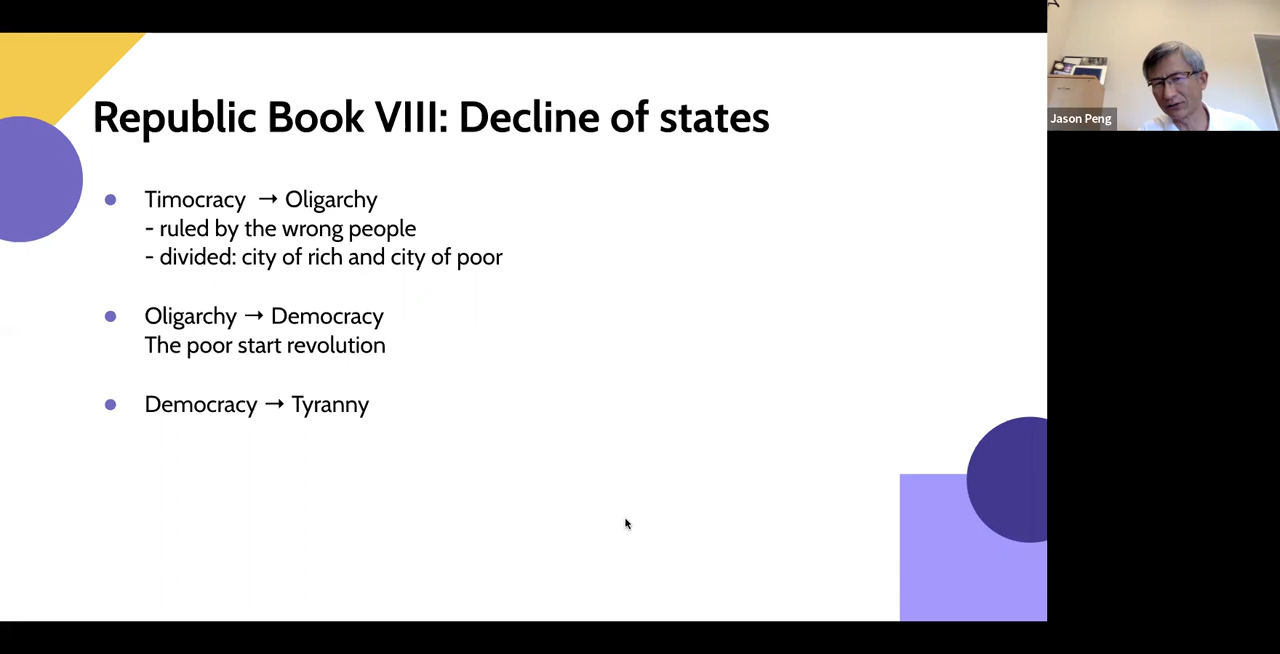 Republic Book VIII: Decline of states
● Timocracy → Oligarchy
- ruled by the wrong people
- divided: city of rich and city of poor
● Oligarchy → Democracy
The poor start revolution
● Democracy → Tyranny
Jason Peng